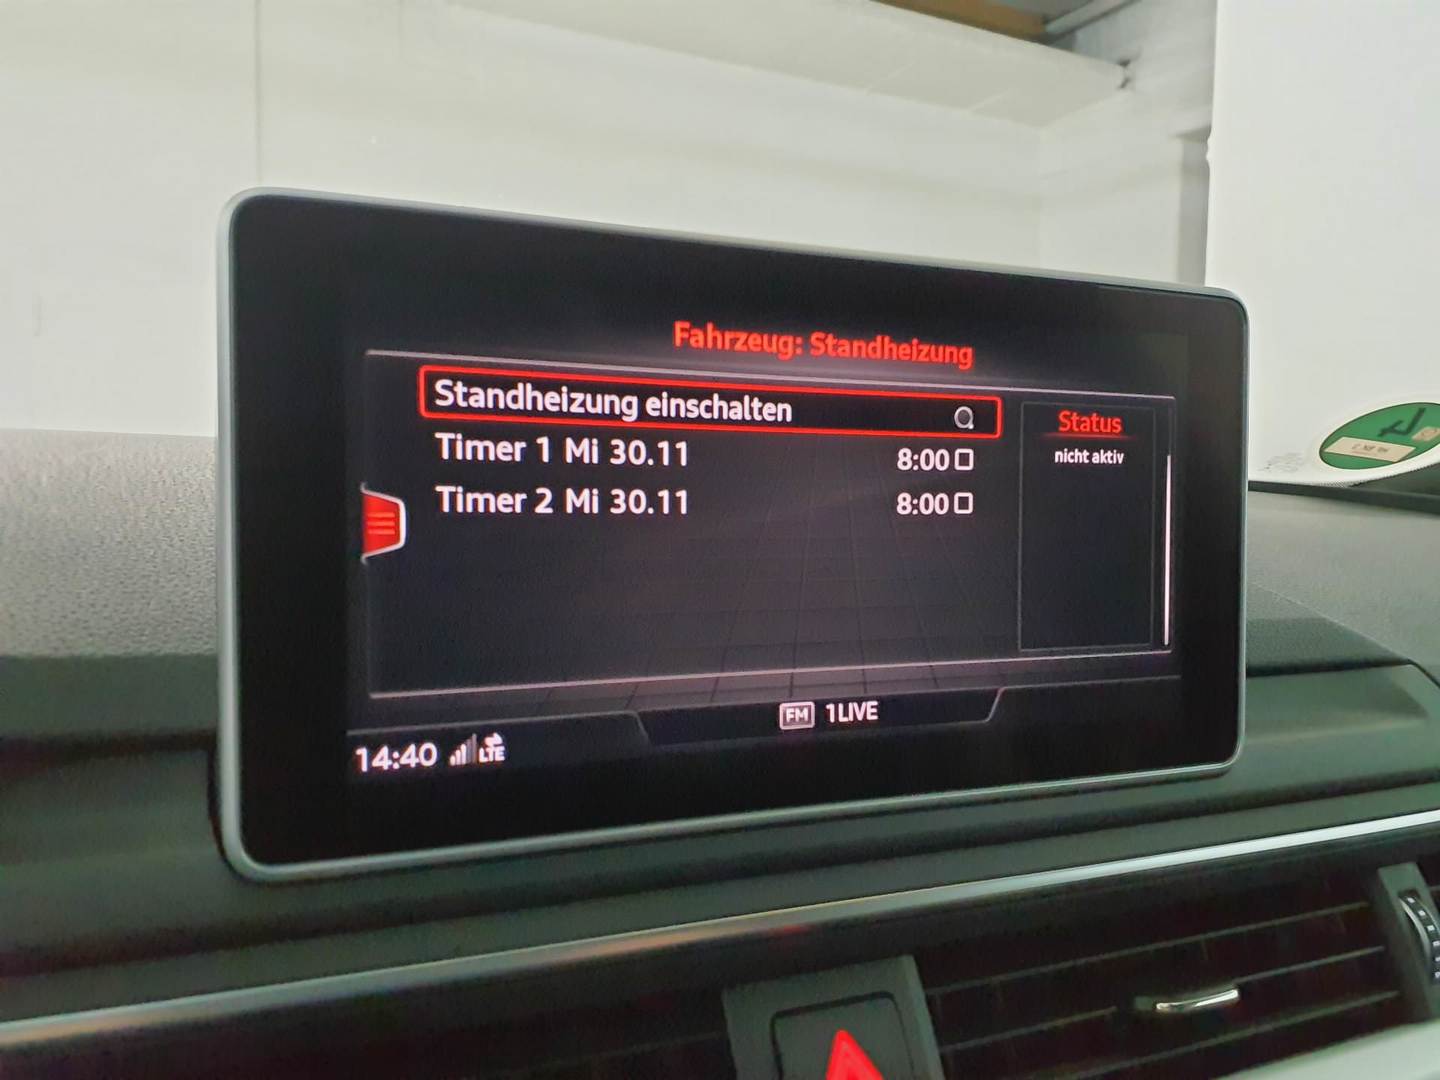 Fahrzeug: Standheizung
Standheizung einschalten
Timer 1 Mi 30.11 8:00
Timer 2 Mi 30.11 8:00
Status
nicht aktiv
FM 1LIVE
14:40 LTE